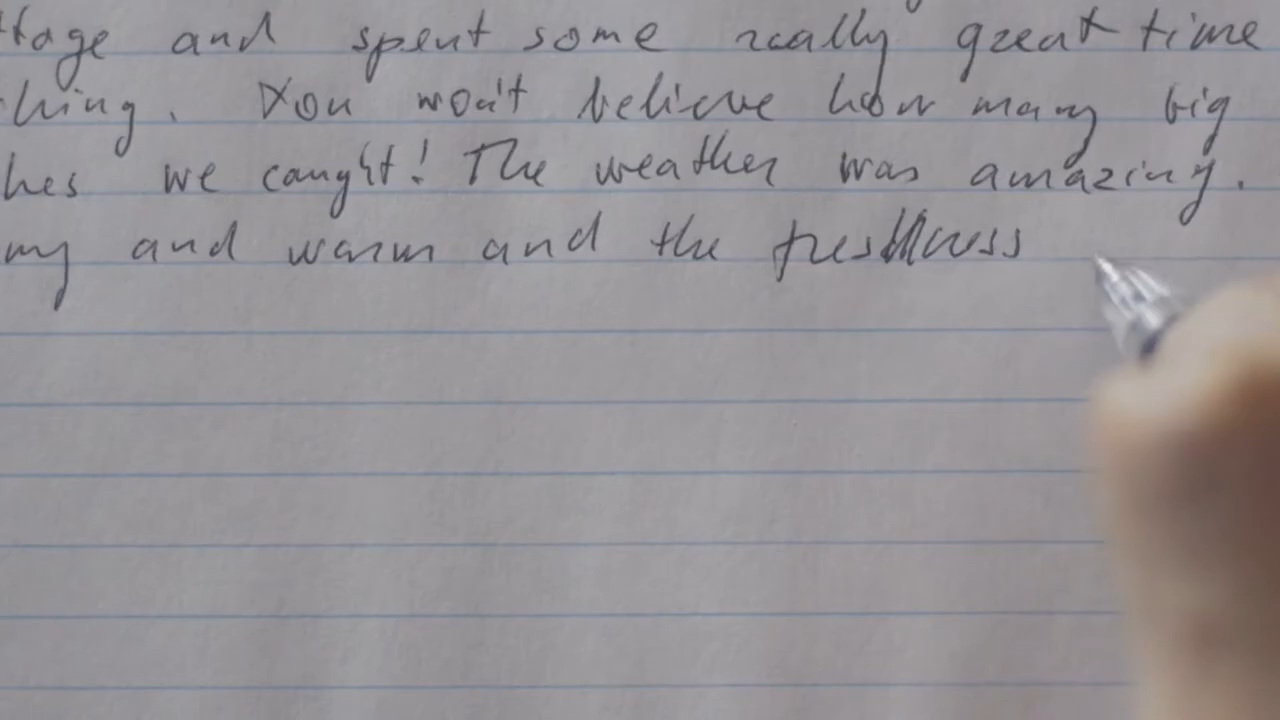 ttage and spent some really great time
hing. You won't believe how many big
hes we caught! The weather was amazing.
ny and warm and the freshness